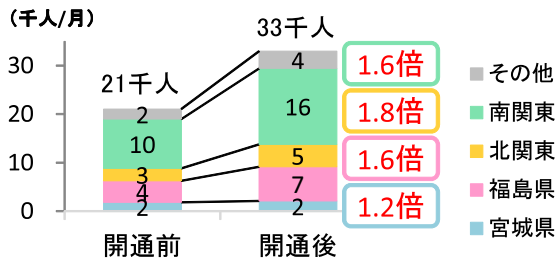 （千人/月）
33千人
21千人
30
20
10
0
2
10
3
4
2
4
16
5
7
2
1.6倍
1.8倍
1.6倍
1.2倍
その他
南関東
北関東
福島県
宮城県
開通前
開通後